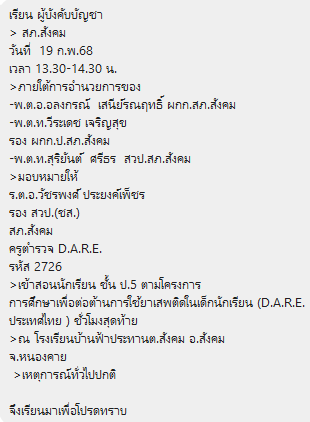 เรียน ผู้บังคับบัญชา
> สภ.สังคม
วันที่  19 ก.พ.68
เวลา 13.30-14.30 น.
>ภายใต้การอำนวยการของ
-พ.ต.อ.อลงกรณ์  เสนีย์รณฤทธิ์ ผกก.สภ.สังคม
-พ.ต.ท.วีระเดช เจริญสุข
รอง ผกก.ป.สภ.สังคม
-พ.ต.ท.สุริยันต์  ศรีธร  สวป.สภ.สังคม
>มอบหมายให้
ร.ต.อ.วัชรพงศ์ ประยงค์เพ็ชร
รอง สวป.(ชส.)
สภ.สังคม
ครูตำรวจ D.A.R.E.
รหัส 2726
>เข้าสอนนักเรียน ชั้น ป.5 ตามโครงการ
การศึกษาเพื่อต่อต้านการใช้ยาเสพติดในเด็กนักเรียน (D.A.R.E.
ประเทศไทย ) ชั่วโมงสุดท้าย
>ณ โรงเรียนบ้านฟ้าประทานต.สังคม อ.สังคม
จ.หนองคาย
>เหตุการณ์ทั่วไปปกติ
จึงเรียนมาเพื่อโปรดทราบ